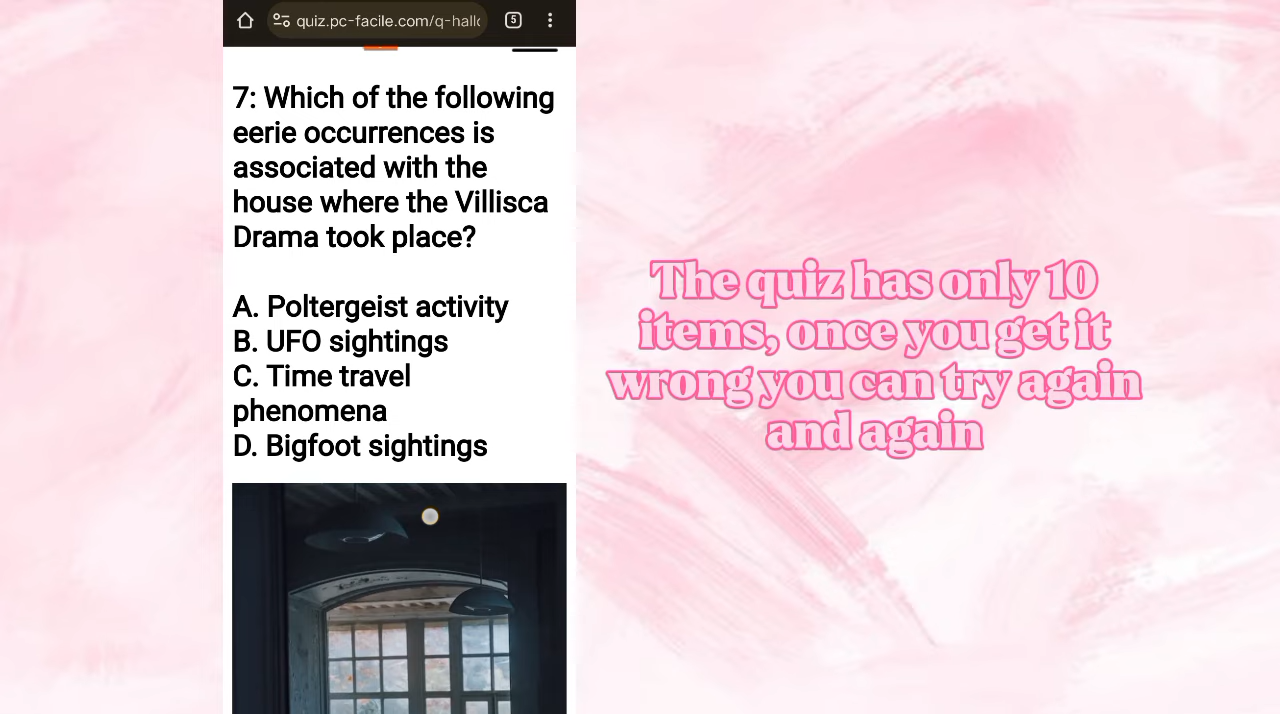 quiz.pc-facile.com/q-hall
5
7: Which of the following
eerie occurrences is
associated with the
house where the Villisca
Drama took place?
A. Poltergeist activity
B. UFO sightings
C. Time travel
phenomena
D. Bigfoot sightings
The quiz has only 10
items, once you get it
wrong you can try again
and again